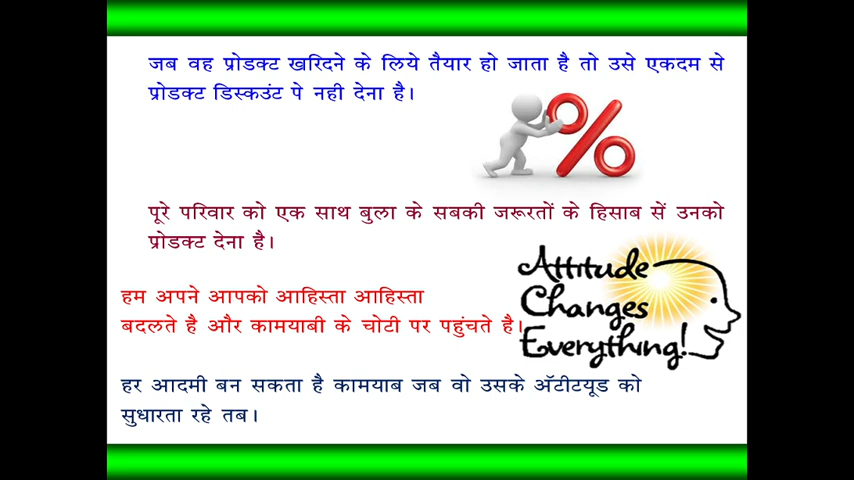 जब वह प्रोडक्ट खरिदने के लिये तैयार हो जाता है तो उसे एकदम से
प्रोडक्ट डिस्कउंट पे नही देना है।
%
पूरे परिवार को एक साथ बुला के सबकी जरूरतों के हिसाब सें उनको
प्रोडक्ट देना है।
हम अपने आपको आहिस्ता आहिस्ता
बदलते है और कामयाबी के चोटी पर पहुंचते है।
Attitude
Changes
Everything!
हर आदमी बन सकता है कामयाब जब वो उसके अ‍ॅटीटयूड को
सुधारता रहे तब।